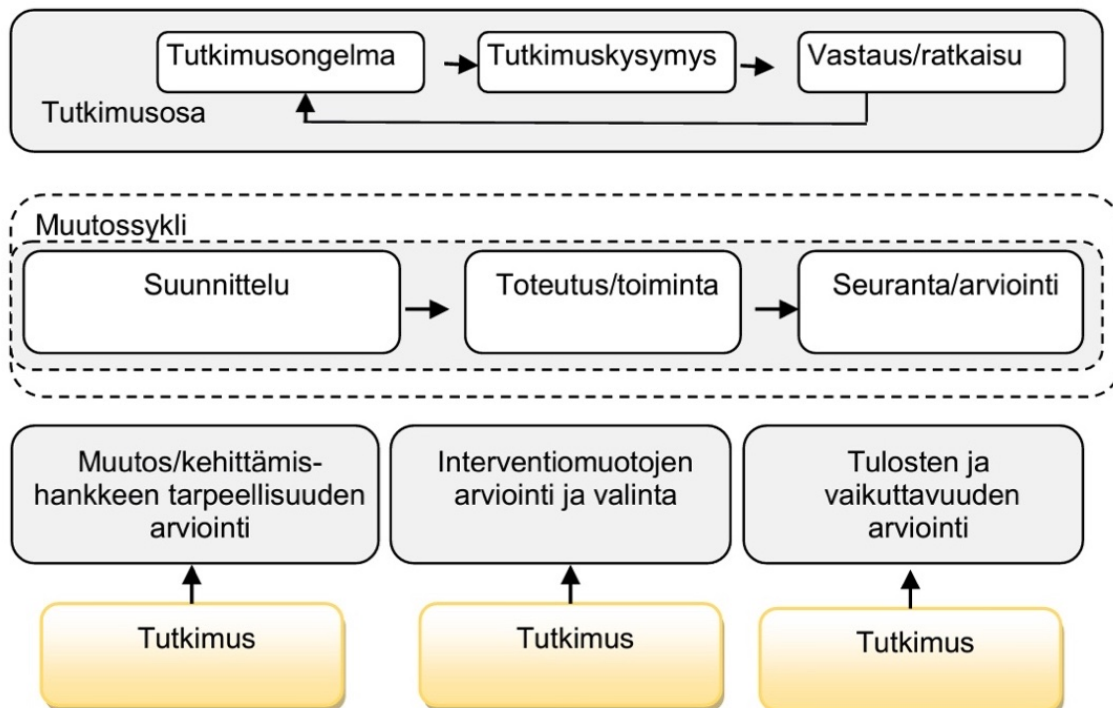 Tutkimusongelma
Tutkimuskysymys
Vastaus/ratkaisu
Tutkimusosa
Muutossykli
Suunnittelu
Toteutus/toiminta
Seuranta/arviointi
Muutos/kehittämis-
hankkeen tarpeellisuuden
arviointi
Interventiomuotojen
arviointi ja valinta
Tulosten ja
vaikuttavuuden
arviointi
Tutkimus
Tutkimus
Tutkimus